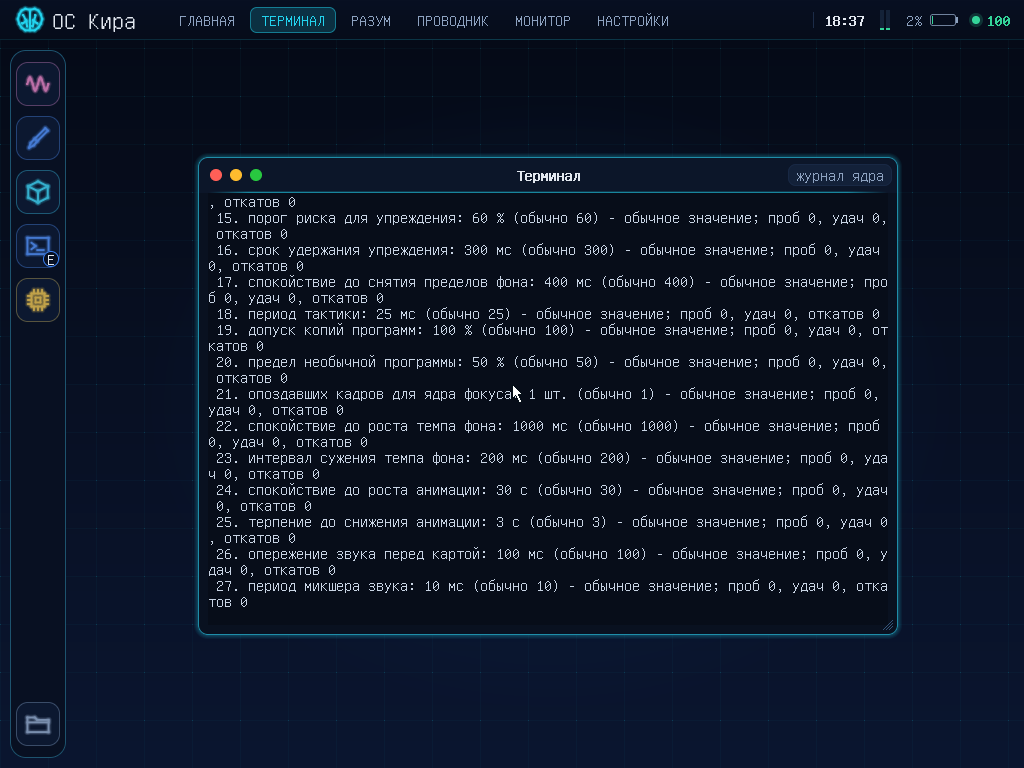 ОС Кира
ГЛАВНАЯ
ТЕРМИНАЛ
РАЗУМ
ПРОВОДНИК
МОНИТОР
НАСТРОЙКИ
18:37
2%
100
E
Терминал
журнал ядра
, откатов 0
15. порог риска для упреждения: 60 % (обычно 60) - обычное значение; проб 0, удач 0,
откатов 0
16. срок удержания упреждения: 300 мс (обычно 300) - обычное значение; проб 0, удач
0, откатов 0
17. спокойствие до снятия пределов фона: 400 мс (обычно 400) - обычное значение; про
б 0, удач 0, откатов 0
18. период тактики: 25 мс (обычно 25) - обычное значение; проб 0, удач 0, откатов 0
19. допуск копий программ: 100 % (обычно 100) - обычное значение; проб 0, удач 0, от
катов 0
20. предел необычной программы: 50 % (обычно 50) - обычное значение; проб 0, удач 0,
откатов 0
21. опоздавших кадров для ядра фокуса: 1 шт. (обычно 1) - обычное значение; проб 0,
удач 0, откатов 0
22. спокойствие до роста темпа фона: 1000 мс (обычно 1000) - обычное значение; проб
0, удач 0, откатов 0
23. интервал сужения темпа фона: 200 мс (обычно 200) - обычное значение; проб 0, уда
ч 0, откатов 0
24. спокойствие до роста анимации: 30 с (обычно 30) - обычное значение; проб 0, удач
0, откатов 0
25. терпение до снижения анимации: 3 с (обычно 3) - обычное значение; проб 0, удач 0
, откатов 0
26. опережение звука перед картой: 100 мс (обычно 100) - обычное значение; проб 0, у
дач 0, откатов 0
27. период микшера звука: 10 мс (обычно 10) - обычное значение; проб 0, удач 0, отка
тов 0